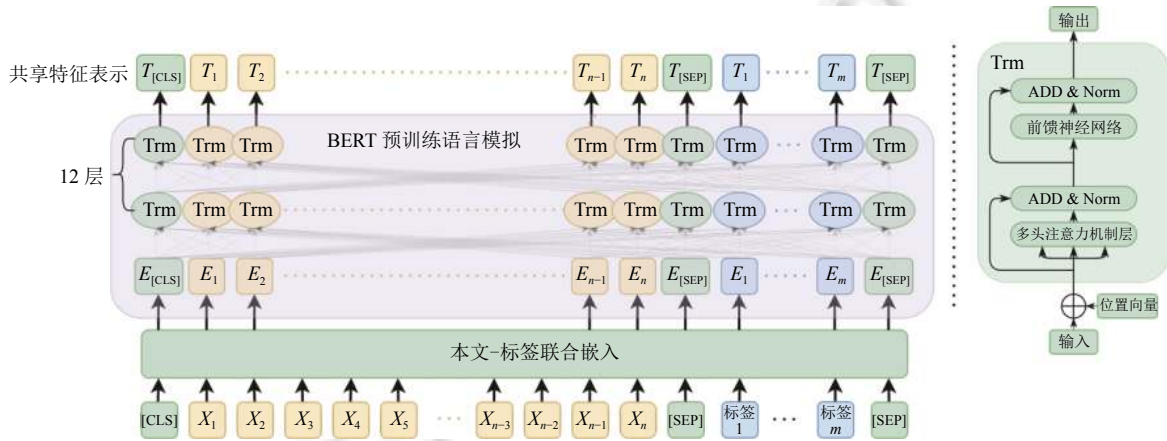 共享特征表示 T[CLS] T1 T2 Tn−1 Tn T[SEP] T1 Tm T[SEP]
BERT 预训练语言模拟
12 层
Trm Trm Trm Trm Trm Trm Trm Trm Trm
Trm Trm Trm Trm Trm Trm Trm Trm Trm
E[CLS] E1 E2 En−1 En E[SEP] E1 Em E[SEP]
本文-标签联合嵌入
[CLS] X1 X2 X3 X4 X5 ... Xn−3 Xn−2 Xn−1 Xn [SEP] 标签 1 ... 标签 m [SEP]
输出
Trm
ADD & Norm
前馈神经网络
ADD & Norm
多头注意力机制层
位置向量
输入